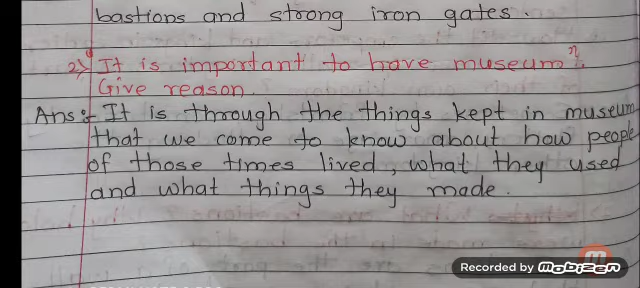 bastions and strong iron gates.
2) "It is important to have museum".
Give reason.
Ans:- It is through the things kept in museum
that we come to know about how people
of those times lived, what they used
and what things they made.
Recorded by mobizen